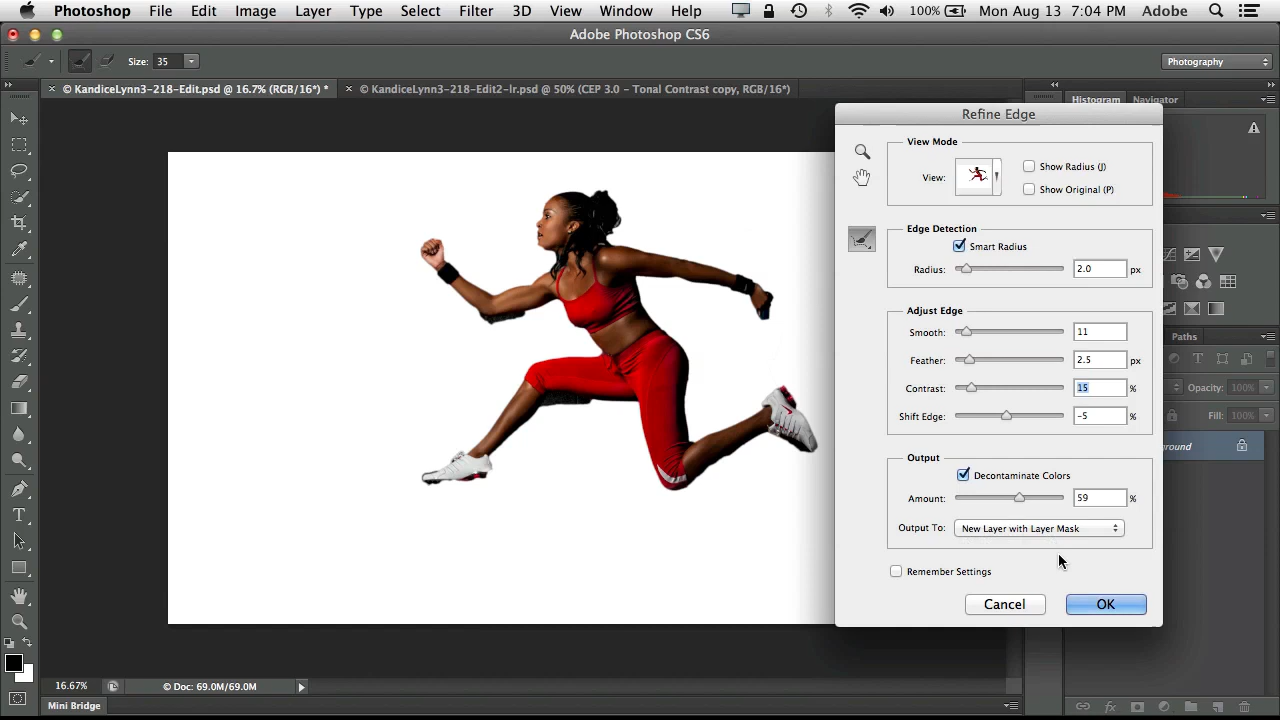 Photoshop File Edit Image Layer Type Select Filter 3D View Window Help 100% Mon Aug 13 7:04 PM Adobe
Adobe Photoshop CS6
Size: 35 Photography
× © KandiceLynn3-218-Edit.psd @ 16.7% (RGB/16*) * × © KandiceLynn3-218-Edit2-lr.psd @ 50% (CEP 3.0 - Tonal Contrast copy, RGB/16*)
Histogram Navigator
Refine Edge
View Mode
View:
Show Radius (J)
Show Original (P)
Edge Detection
Smart Radius
Radius: 2.0 px
Adjust Edge
Smooth: 11
Feather: 2.5 px
Contrast: 15 %
Shift Edge: -5 %
Output
Decontaminate Colors
Amount: 59 %
Output To: New Layer with Layer Mask
Remember Settings
Cancel OK
Paths
Opacity: 100%
Fill: 100%
ground
16.67% © Doc: 69.0M/69.0M
Mini Bridge
fx